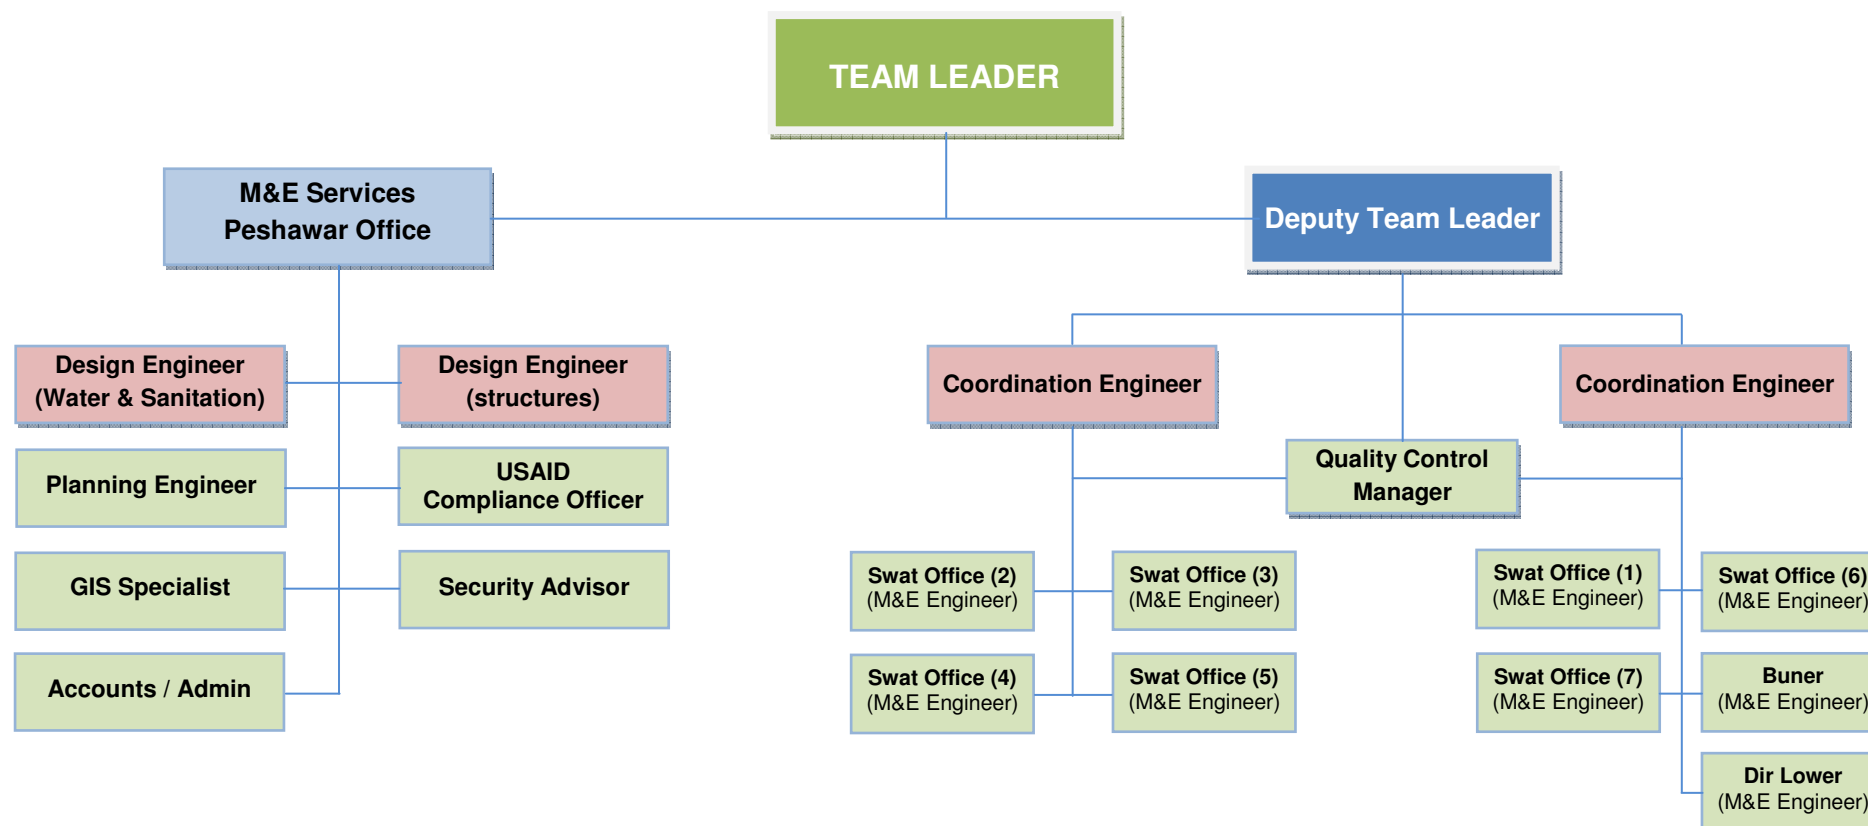 TEAM LEADER
M&E Services
Peshawar Office
Deputy Team Leader
Design Engineer
(Water & Sanitation)
Design Engineer
(structures)
Coordination Engineer
Coordination Engineer
Planning Engineer
USAID
Compliance Officer
Quality Control
Manager
GIS Specialist
Security Advisor
Swat Office (2)
(M&E Engineer)
Swat Office (3)
(M&E Engineer)
Swat Office (1)
(M&E Engineer)
Swat Office (6)
(M&E Engineer)
Accounts / Admin
Swat Office (4)
(M&E Engineer)
Swat Office (5)
(M&E Engineer)
Swat Office (7)
(M&E Engineer)
Buner
(M&E Engineer)
Dir Lower
(M&E Engineer)